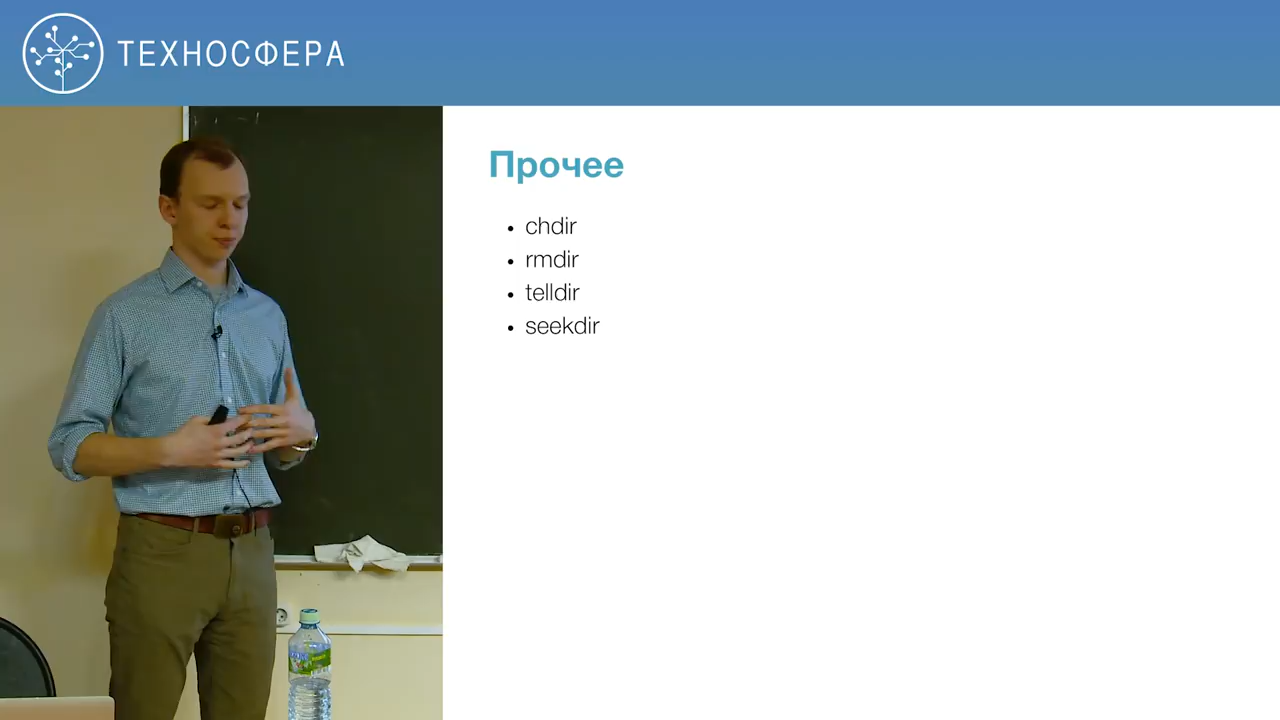 ТЕХНОСФЕРА
Прочее
• chdir
• rmdir
• telldir
• seekdir